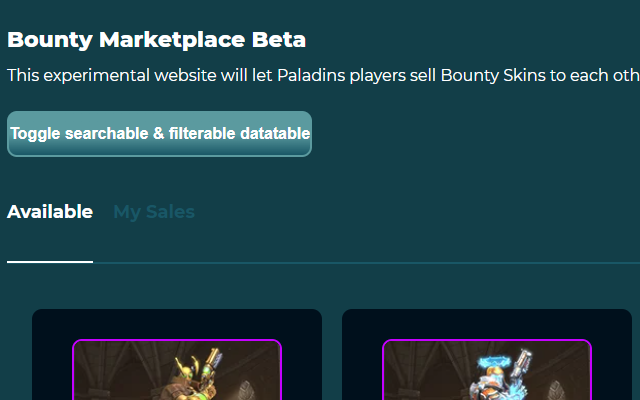 Bounty Marketplace Beta
This experimental website will let Paladins players sell Bounty Skins to each oth
Toggle searchable & filterable datatable
Available My Sales